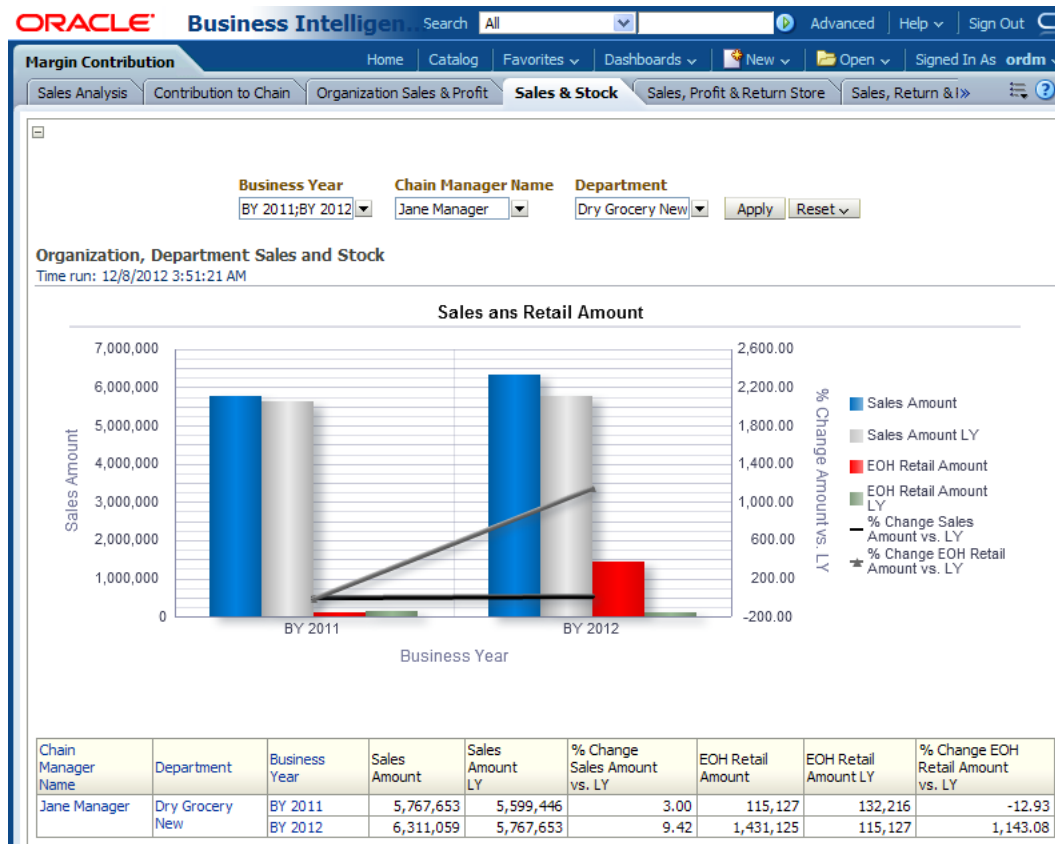 ORACLE Business Intelligen.. Search All Advanced Help Sign Out
Margin Contribution Home Catalog Favorites Dashboards New Open Signed In As ordm
Sales Analysis Contribution to Chain Organization Sales & Profit Sales & Stock Sales, Profit & Return Store Sales, Return & I»
Business Year Chain Manager Name Department
BY 2011;BY 2012 Jane Manager Dry Grocery New Apply Reset
Organization, Department Sales and Stock
Time run: 12/8/2012 3:51:21 AM
Sales ans Retail Amount
Sales Amount
7,000,000
6,000,000
5,000,000
4,000,000
3,000,000
2,000,000
1,000,000
0
BY 2011 BY 2012
Business Year
2,600.00
2,200.00
1,800.00
1,400.00
1,000.00
600.00
200.00
-200.00
% Change Amount vs. LY
Sales Amount
Sales Amount LY
EOH Retail Amount
EOH Retail Amount
LY
% Change Sales
Amount vs. LY
% Change EOH Retail
Amount vs. LY
Chain Manager Name Department Business Year Sales Amount Sales Amount LY % Change Sales Amount vs. LY EOH Retail Amount EOH Retail Amount LY % Change EOH Retail Amount vs. LY
Jane Manager Dry Grocery New BY 2011 5,767,653 5,599,446 3.00 115,127 132,216 -12.93
BY 2012 6,311,059 5,767,653 9.42 1,431,125 115,127 1,143.08